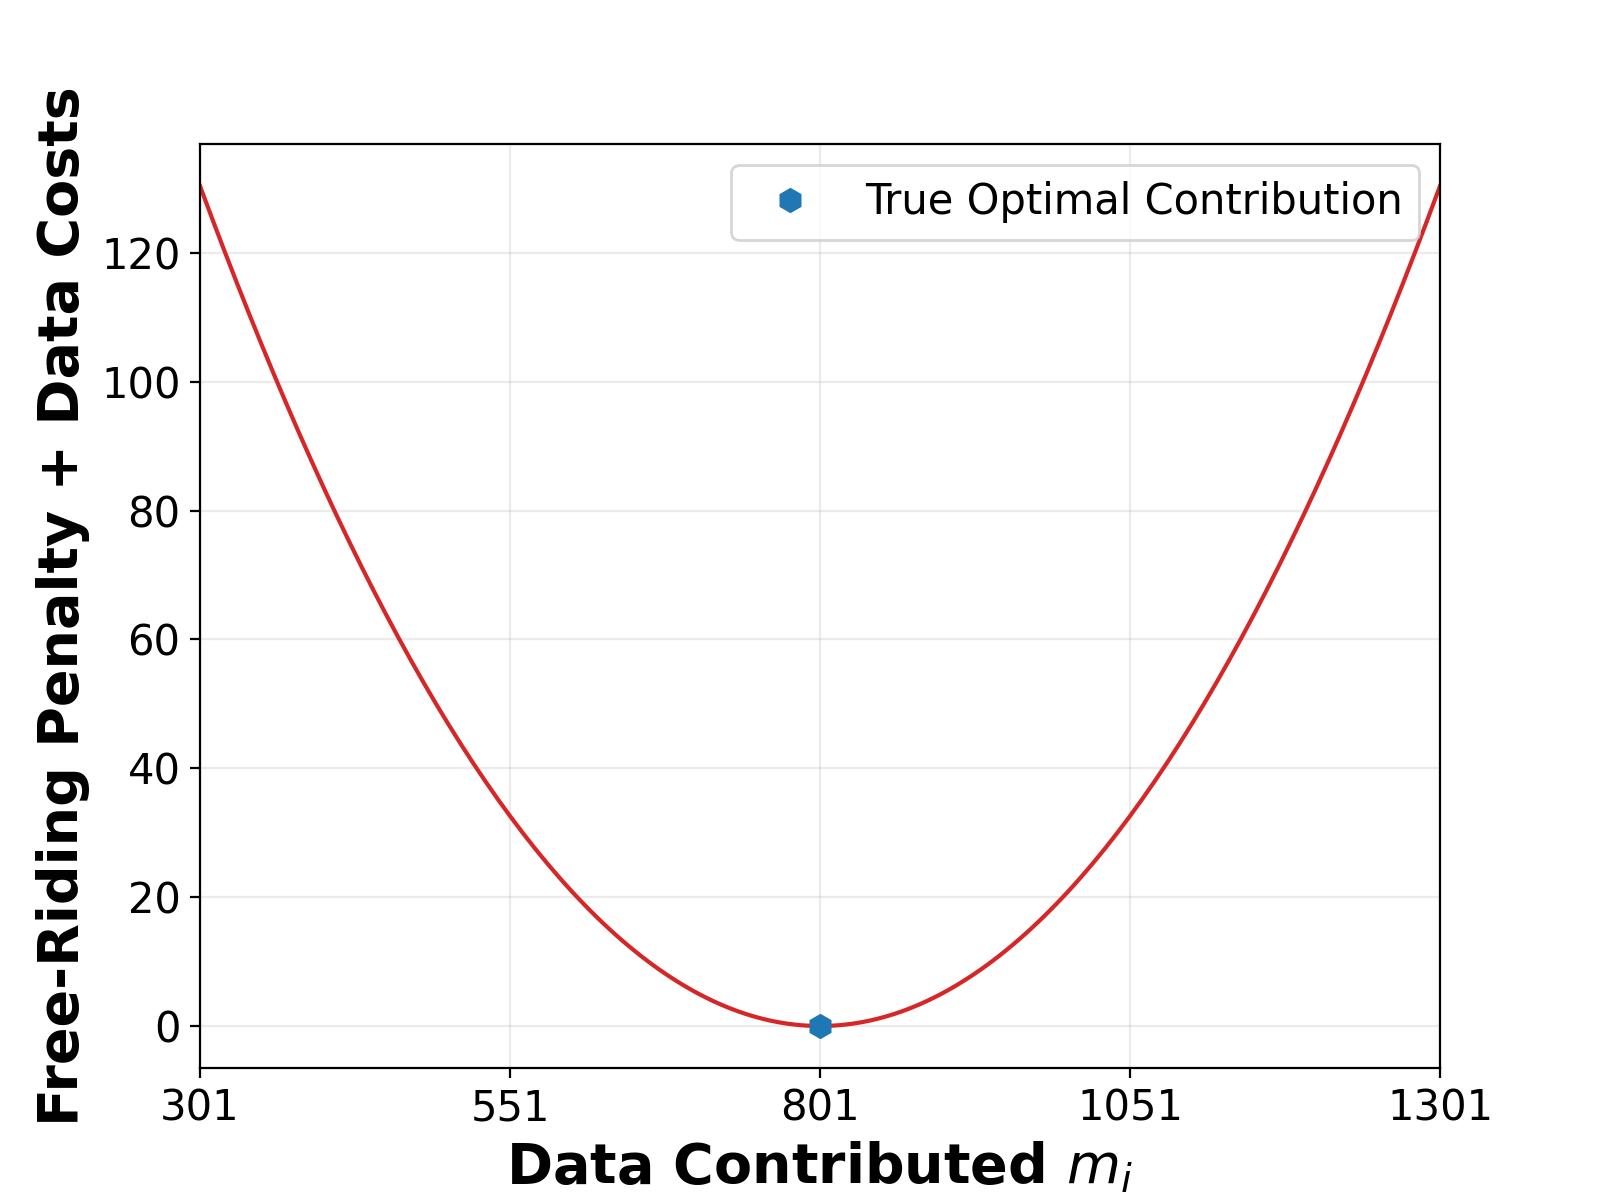 Free-Riding Penalty + Data Costs
120
100
80
60
40
20
0
True Optimal Contribution
301 551 801 1051 1301
Data Contributed m_i